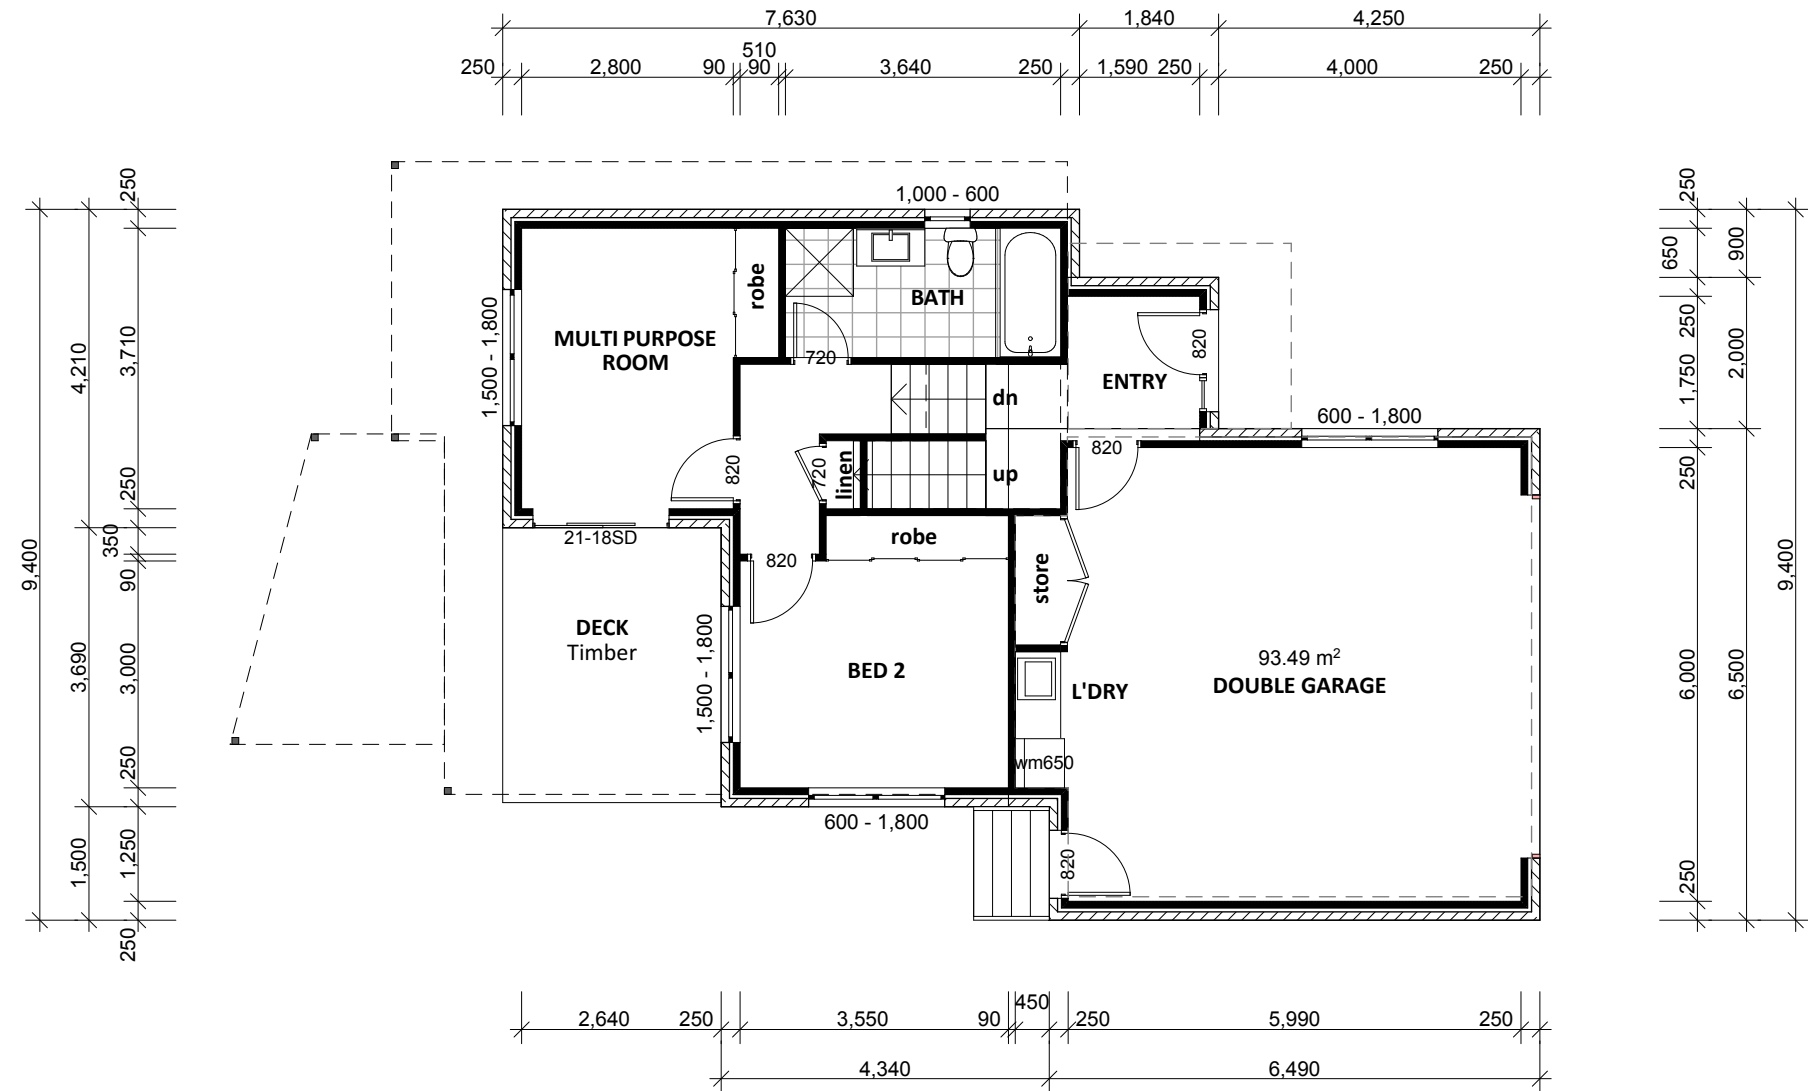 7,630
1,840
4,250
510
250
2,800
90
90
3,640
250
1,590
250
4,000
250
1,000 - 600
250
3,710
250
350
90
3,000
250
1,250
250
4,210
3,690
1,500
9,400
250
650
250
1,750
250
6,000
250
900
2,000
6,500
9,400
robe
BATH
1,500 - 1,800
MULTI PURPOSE
ROOM
720
820
ENTRY
dn
600 - 1,800
820
820
720
linen
up
21-18SD
robe
820
store
DECK
Timber
1,500 - 1,800
BED 2
L'DRY
93.49 m²
DOUBLE GARAGE
wm650
600 - 1,800
820
450
2,640
250
3,550
90
250
5,990
250
4,340
6,490